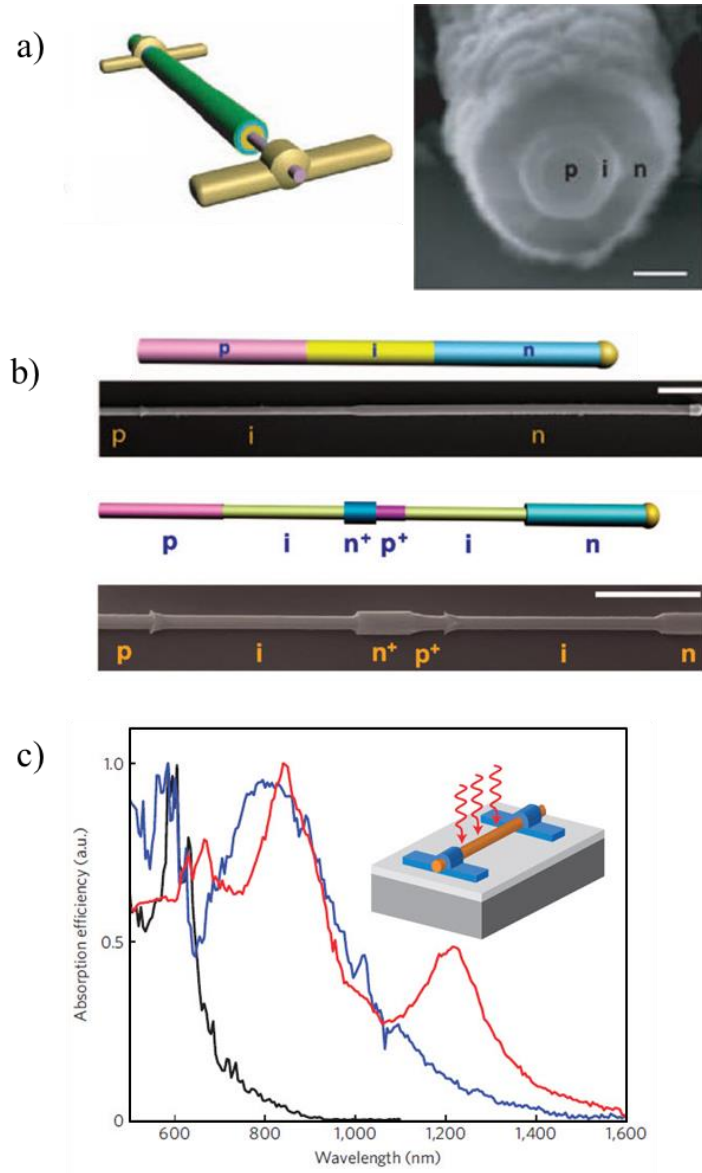 a)
p i n
b)
p i n
p i n
p i n⁺ p⁺ i n
p i n⁺ p⁺ i n
c)
1.0
0.5
0
Absorption efficiency (a.u.)
600 800 1,000 1,200 1,400 1,600
Wavelength (nm)